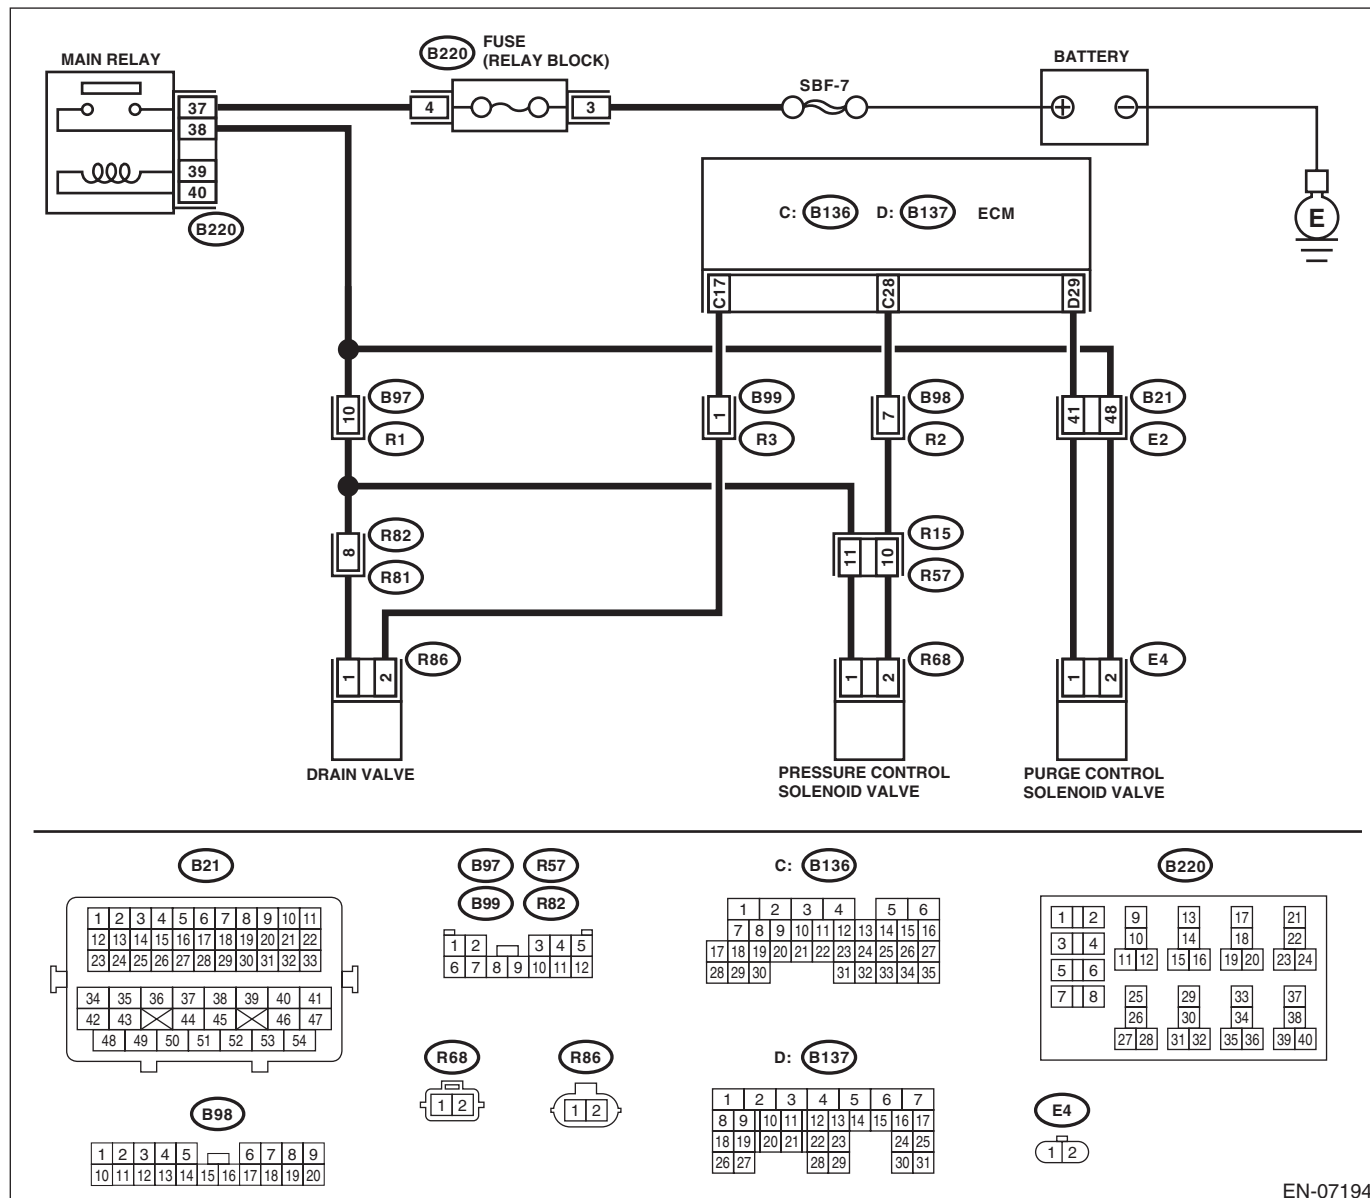 MAIN RELAY
B220
FUSE
(RELAY BLOCK)
SBF-7
BATTERY
37
4
3
38
39
40
B220
C: B136 D: B137 ECM
E
C17
C28
D29
10
B97
R1
1
B99
R3
7
B98
R2
41
48
B21
E2
8
R82
R81
11
10
R15
R57
1
2
R86
1
2
R68
1
2
E4
DRAIN VALVE
PRESSURE CONTROL
SOLENOID VALVE
PURGE CONTROL
SOLENOID VALVE
B21
1 2 3 4 5 6 7 8 9 10 11
12 13 14 15 16 17 18 19 20 21 22
23 24 25 26 27 28 29 30 31 32 33
34 35 36 37 38 39 40 41
42 43 44 45 46 47
48 49 50 51 52 53 54
B98
1 2 3 4 5 6 7 8 9
10 11 12 13 14 15 16 17 18 19 20
B97 R57
B99 R82
1 2 3 4 5
6 7 8 9 10 11 12
R68
1 2
R86
1 2
C: B136
1 2 3 4 5 6
7 8 9 10 11 12 13 14 15 16
17 18 19 20 21 22 23 24 25 26 27
28 29 30 31 32 33 34 35
D: B137
1 2 3 4 5 6 7
8 9 10 11 12 13 14 15 16 17
18 19 20 21 22 23 24 25
26 27 28 29 30 31
B220
1 2 9 13 17 21
3 4 10 14 18 22
11 12 15 16 19 20 23 24
5 6
7 8 25 29 33 37
26 30 34 38
27 28 31 32 35 36 39 40
E4
1 2
EN-07194